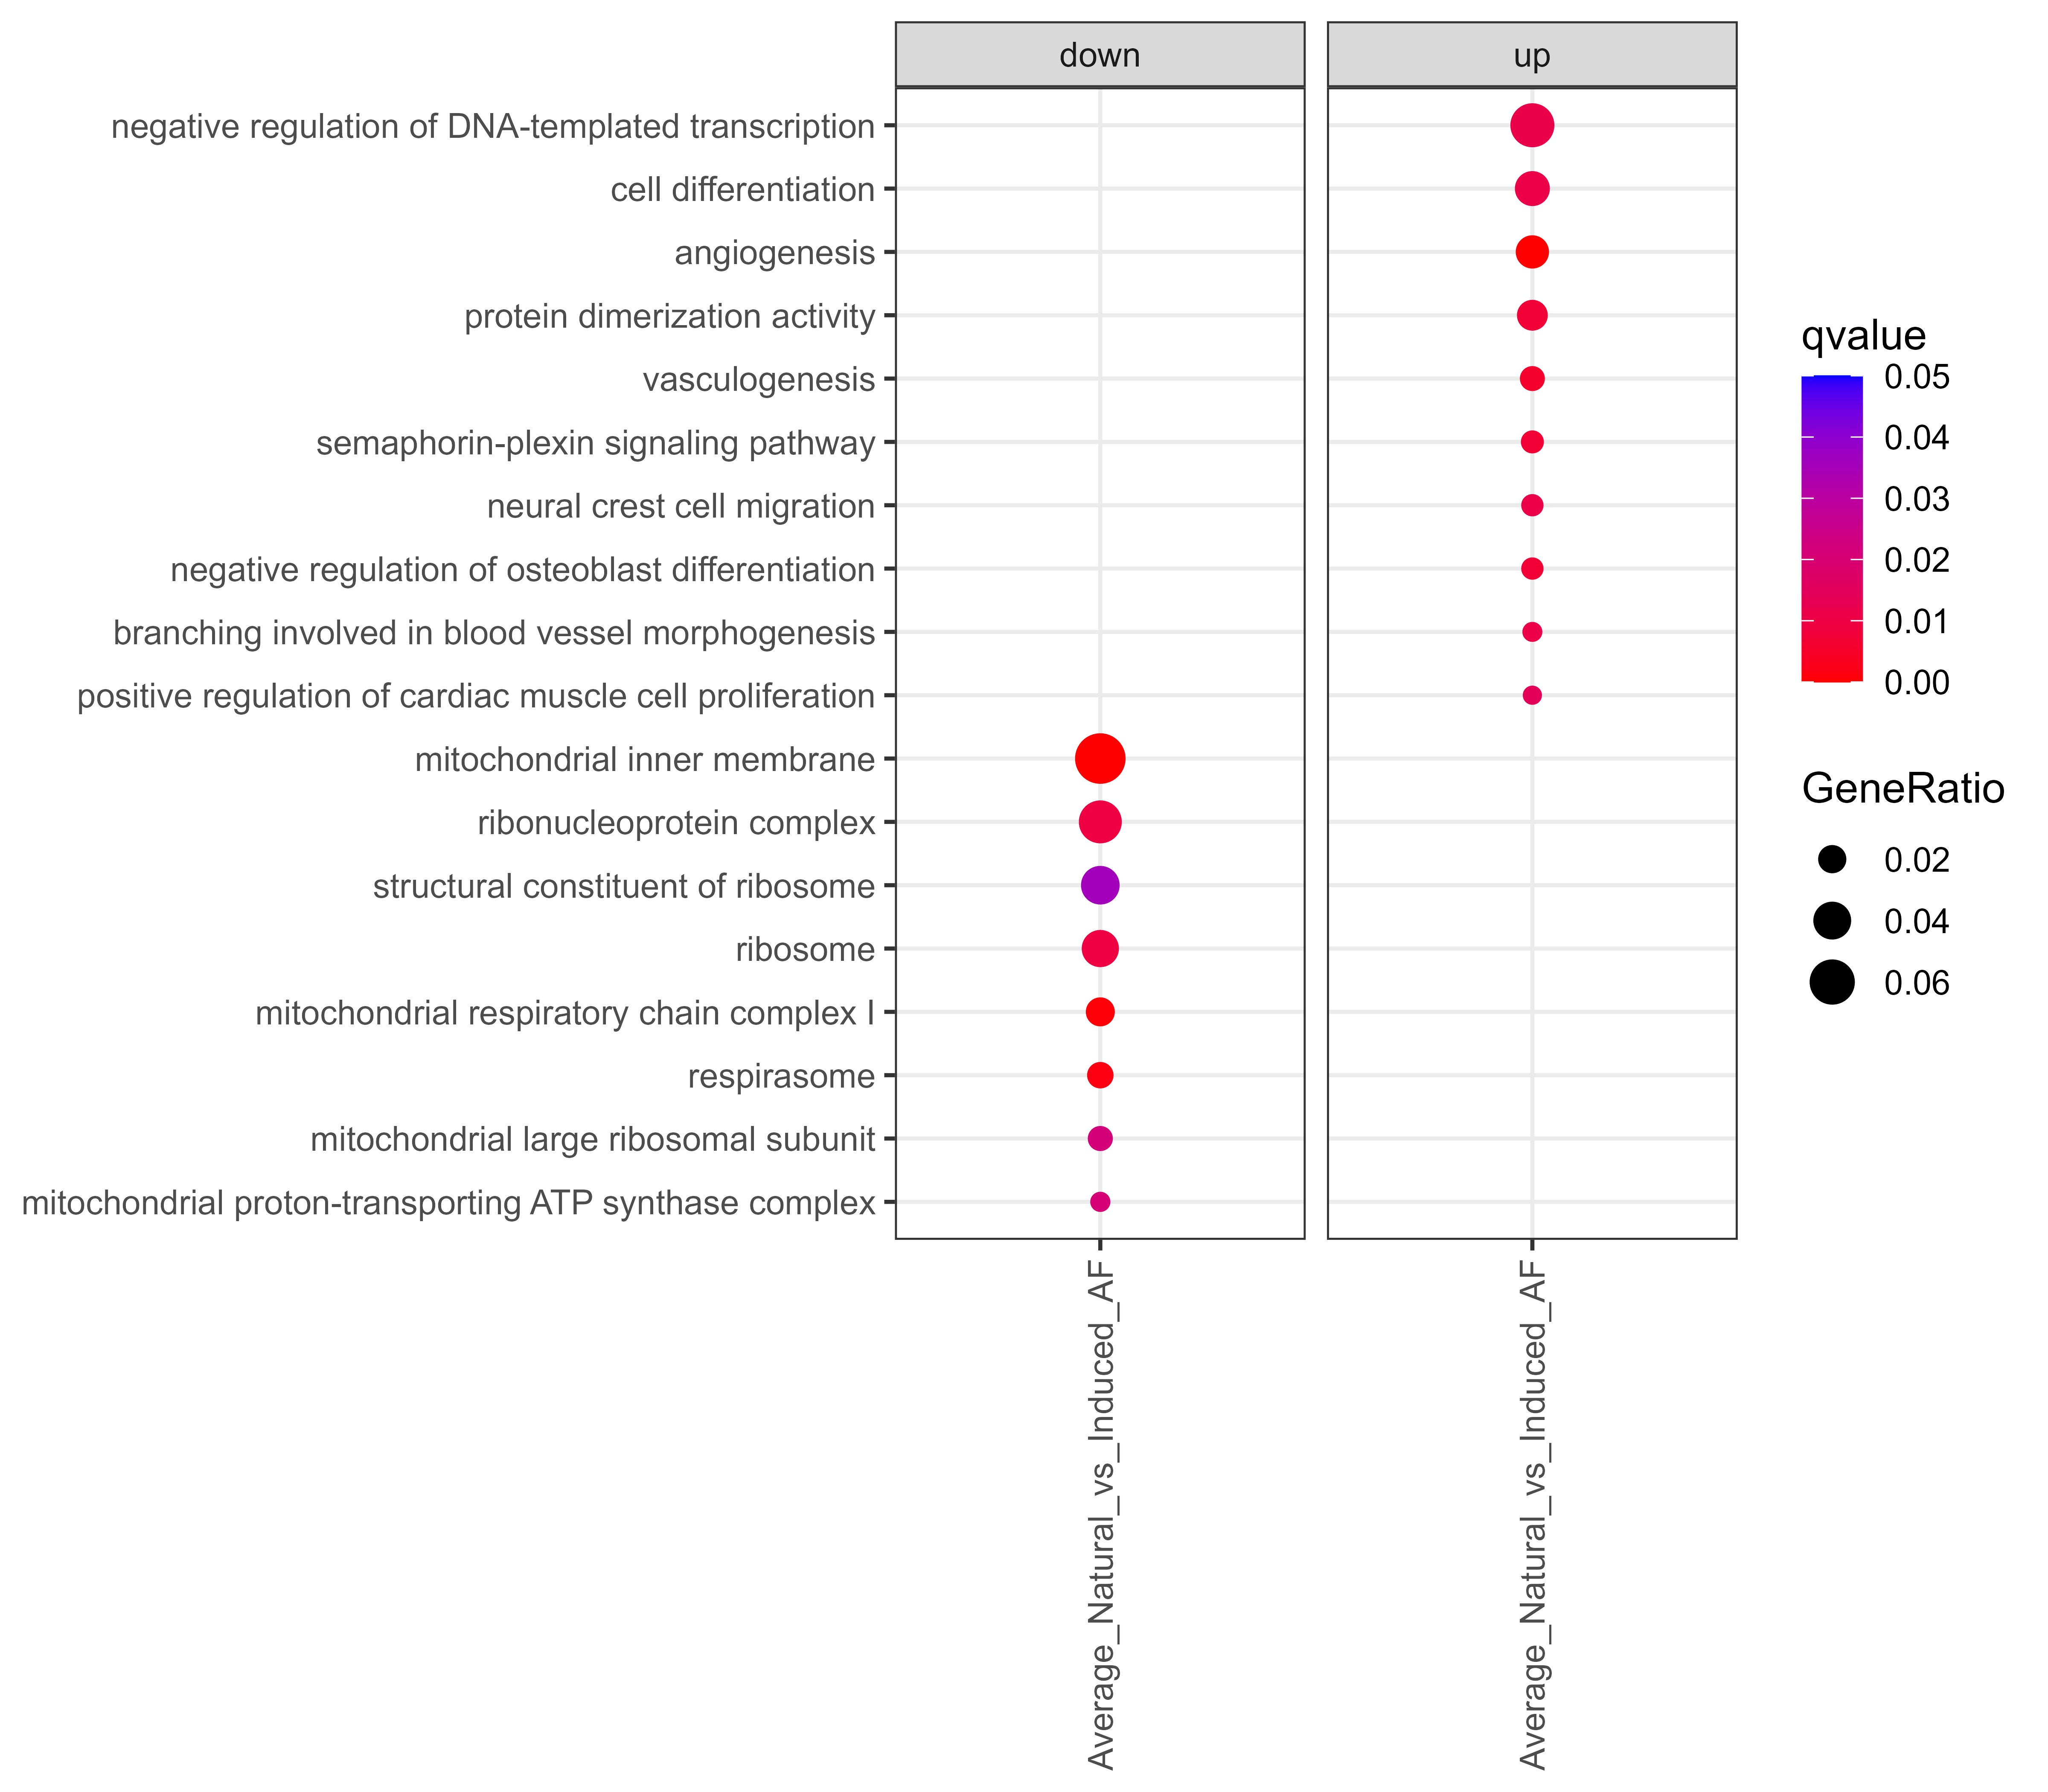 down
up
negative regulation of DNA-templated transcription
cell differentiation
angiogenesis
protein dimerization activity
vasculogenesis
semaphorin-plexin signaling pathway
neural crest cell migration
negative regulation of osteoblast differentiation
branching involved in blood vessel morphogenesis
positive regulation of cardiac muscle cell proliferation
mitochondrial inner membrane
ribonucleoprotein complex
structural constituent of ribosome
ribosome
mitochondrial respiratory chain complex I
respirasome
mitochondrial large ribosomal subunit
mitochondrial proton-transporting ATP synthase complex
Average_Natural_vs_Induced_AF
Average_Natural_vs_Induced_AF
qvalue
0.05
0.04
0.03
0.02
0.01
0.00
GeneRatio
0.02
0.04
0.06